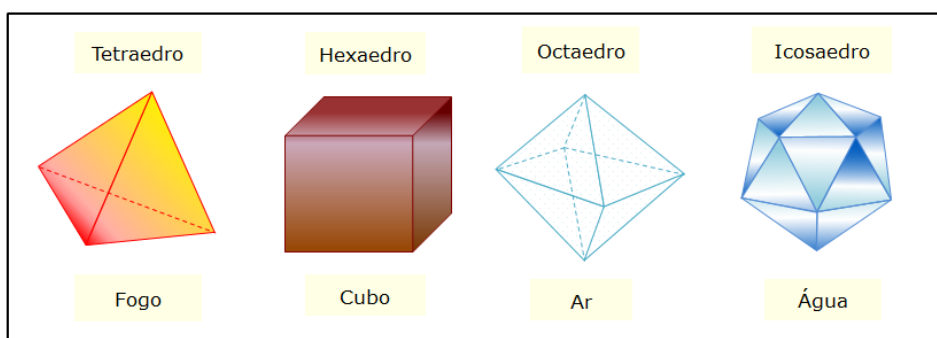 Tetraedro
Hexaedro
Octaedro
Icosaedro
Fogo
Cubo
Ar
Água